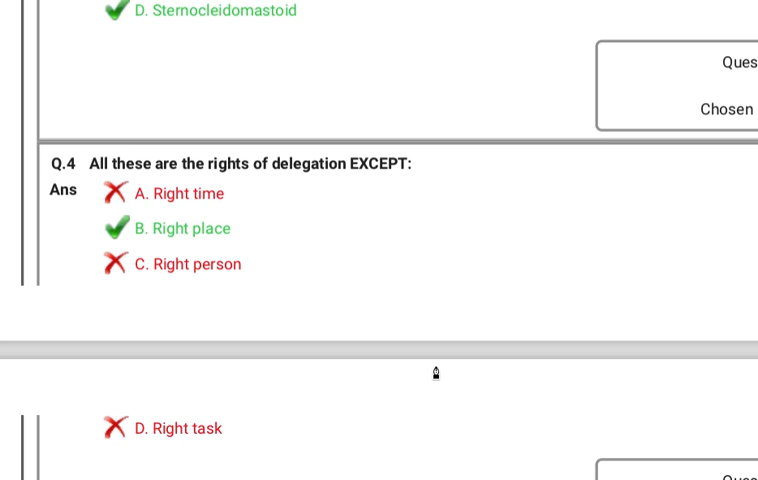 D. Sternocleidomastoid
Ques
Chosen
Q.4 All these are the rights of delegation EXCEPT:
Ans A. Right time
B. Right place
C. Right person
D. Right task